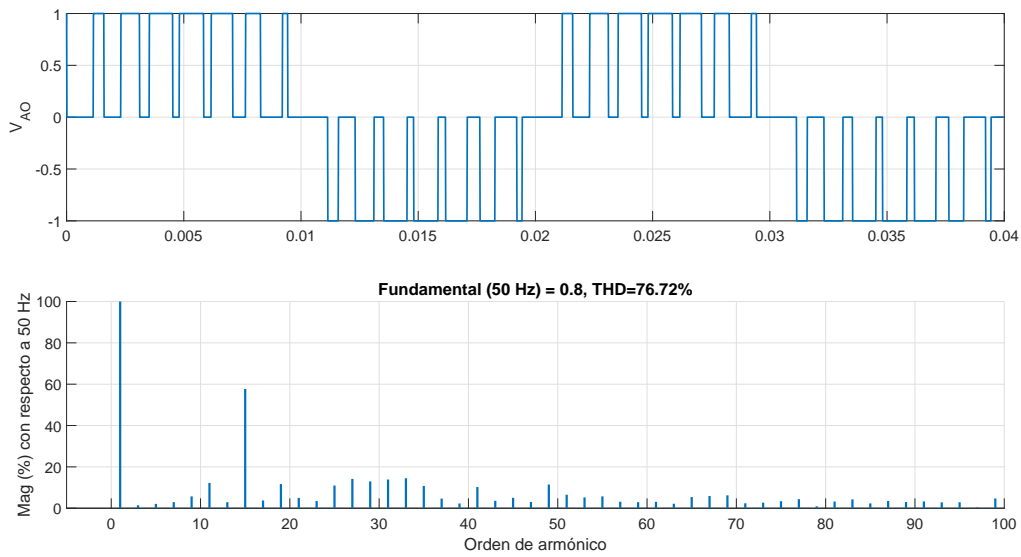 V_AO
1
0.5
0
-0.5
-1
0 0.005 0.01 0.015 0.02 0.025 0.03 0.035 0.04
Fundamental (50 Hz) = 0.8, THD=76.72%
Mag (%) con respecto a 50 Hz
100
80
60
40
20
0
0 10 20 30 40 50 60 70 80 90 100
Orden de armónico